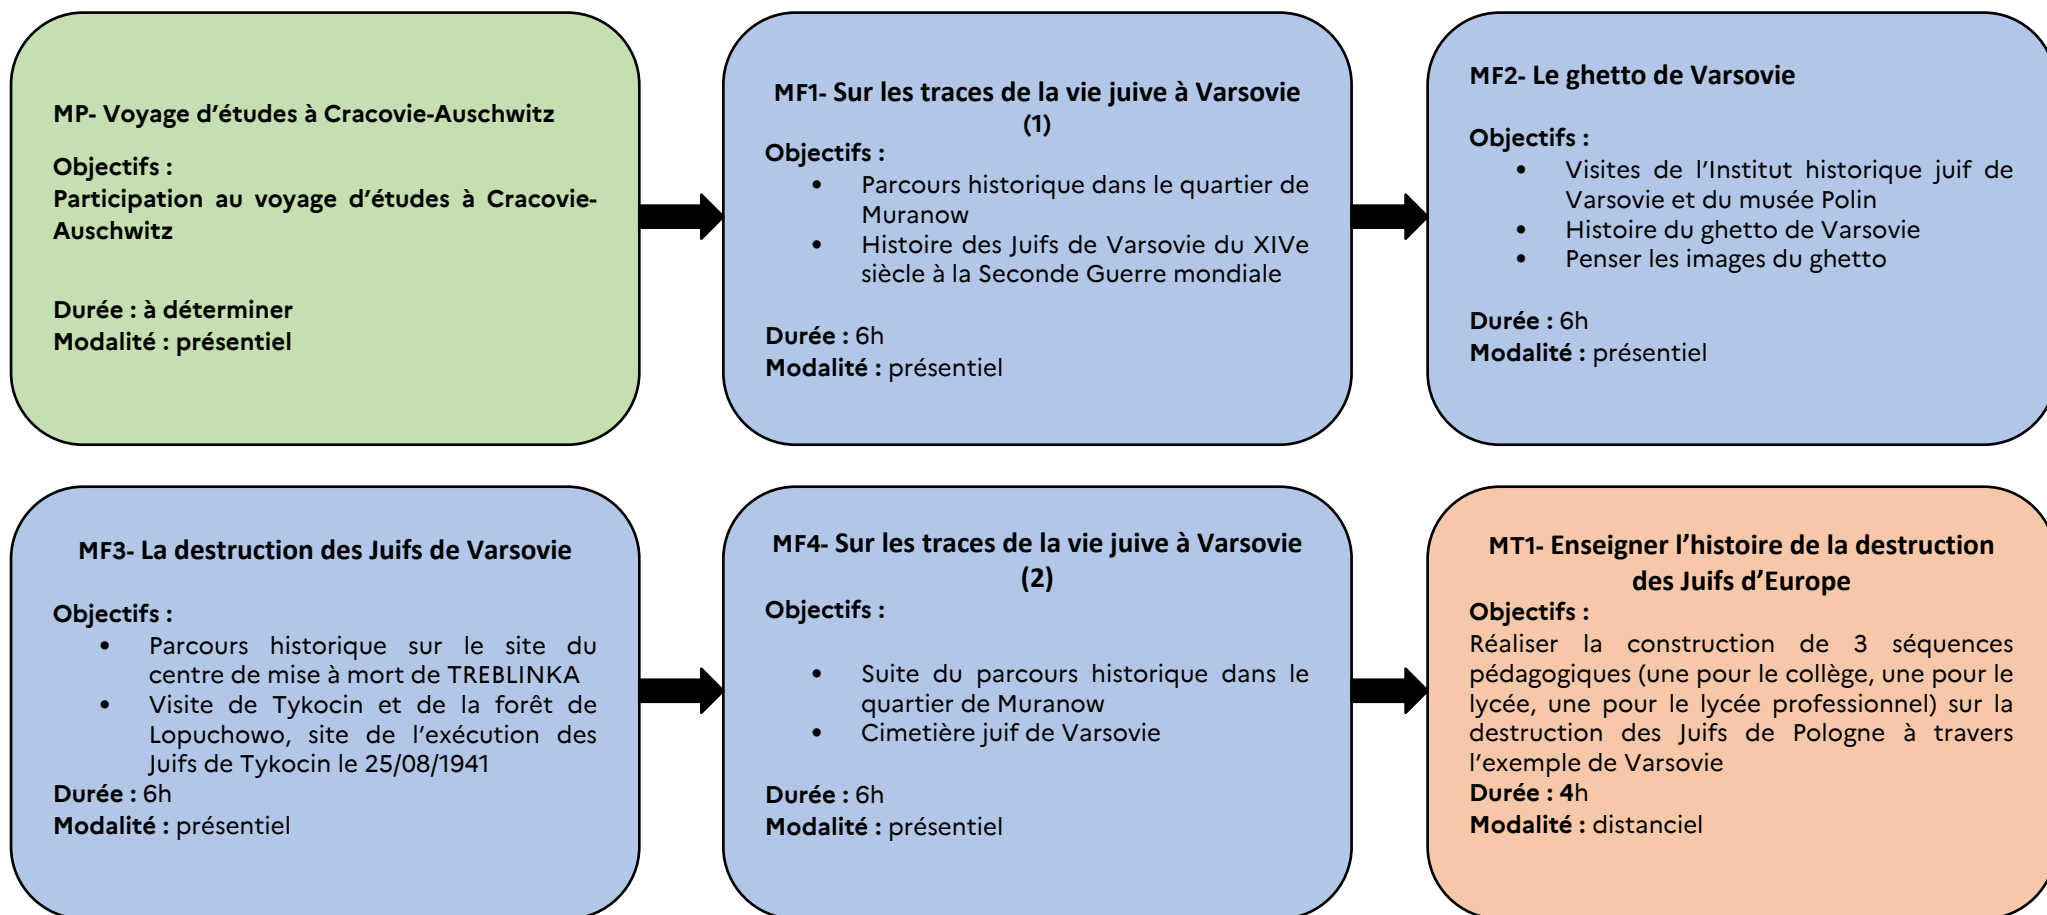 MP- Voyage d'études à Cracovie-Auschwitz
Objectifs :
Participation au voyage d'études à Cracovie-
Auschwitz
Durée : à déterminer
Modalité : présentiel
MF1- Sur les traces de la vie juive à Varsovie
(1)
Objectifs :
• Parcours historique dans le quartier de
Muranow
• Histoire des Juifs de Varsovie du XIVe
siècle à la Seconde Guerre mondiale
Durée : 6h
Modalité : présentiel
MF2- Le ghetto de Varsovie
Objectifs :
• Visites de l'Institut historique juif de
Varsovie et du musée Polin
• Histoire du ghetto de Varsovie
• Penser les images du ghetto
Durée : 6h
Modalité : présentiel
MF3- La destruction des Juifs de Varsovie
Objectifs :
• Parcours historique sur le site du
centre de mise à mort de TREBLINKA
• Visite de Tykocin et de la forêt de
Lopuchowo, site de l'exécution des
Juifs de Tykocin le 25/08/1941
Durée : 6h
Modalité : présentiel
MF4- Sur les traces de la vie juive à Varsovie
(2)
Objectifs :
• Suite du parcours historique dans le
quartier de Muranow
• Cimetière juif de Varsovie
Durée : 6h
Modalité : présentiel
MT1- Enseigner l'histoire de la destruction
des Juifs d'Europe
Objectifs :
Réaliser la construction de 3 séquences
pédagogiques (une pour le collège, une pour le
lycée, une pour le lycée professionnel) sur la
destruction des Juifs de Pologne à travers
l'exemple de Varsovie
Durée : 4h
Modalité : distanciel